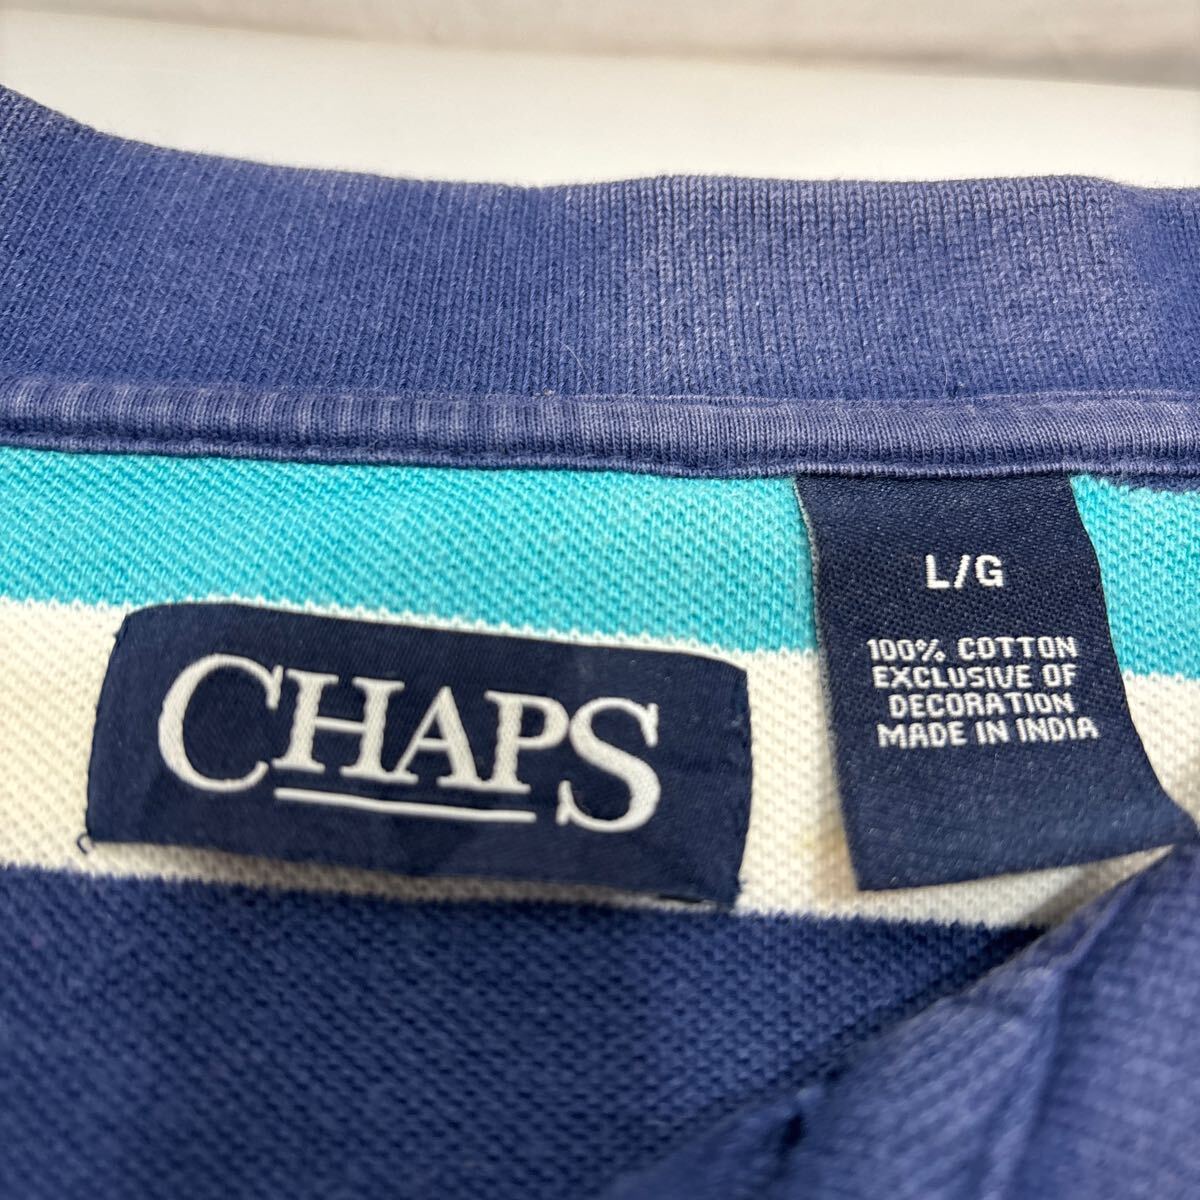 CHAPS
L/G
100% COTTON
EXCLUSIVE OF
DECORATION
MADE IN INDIA